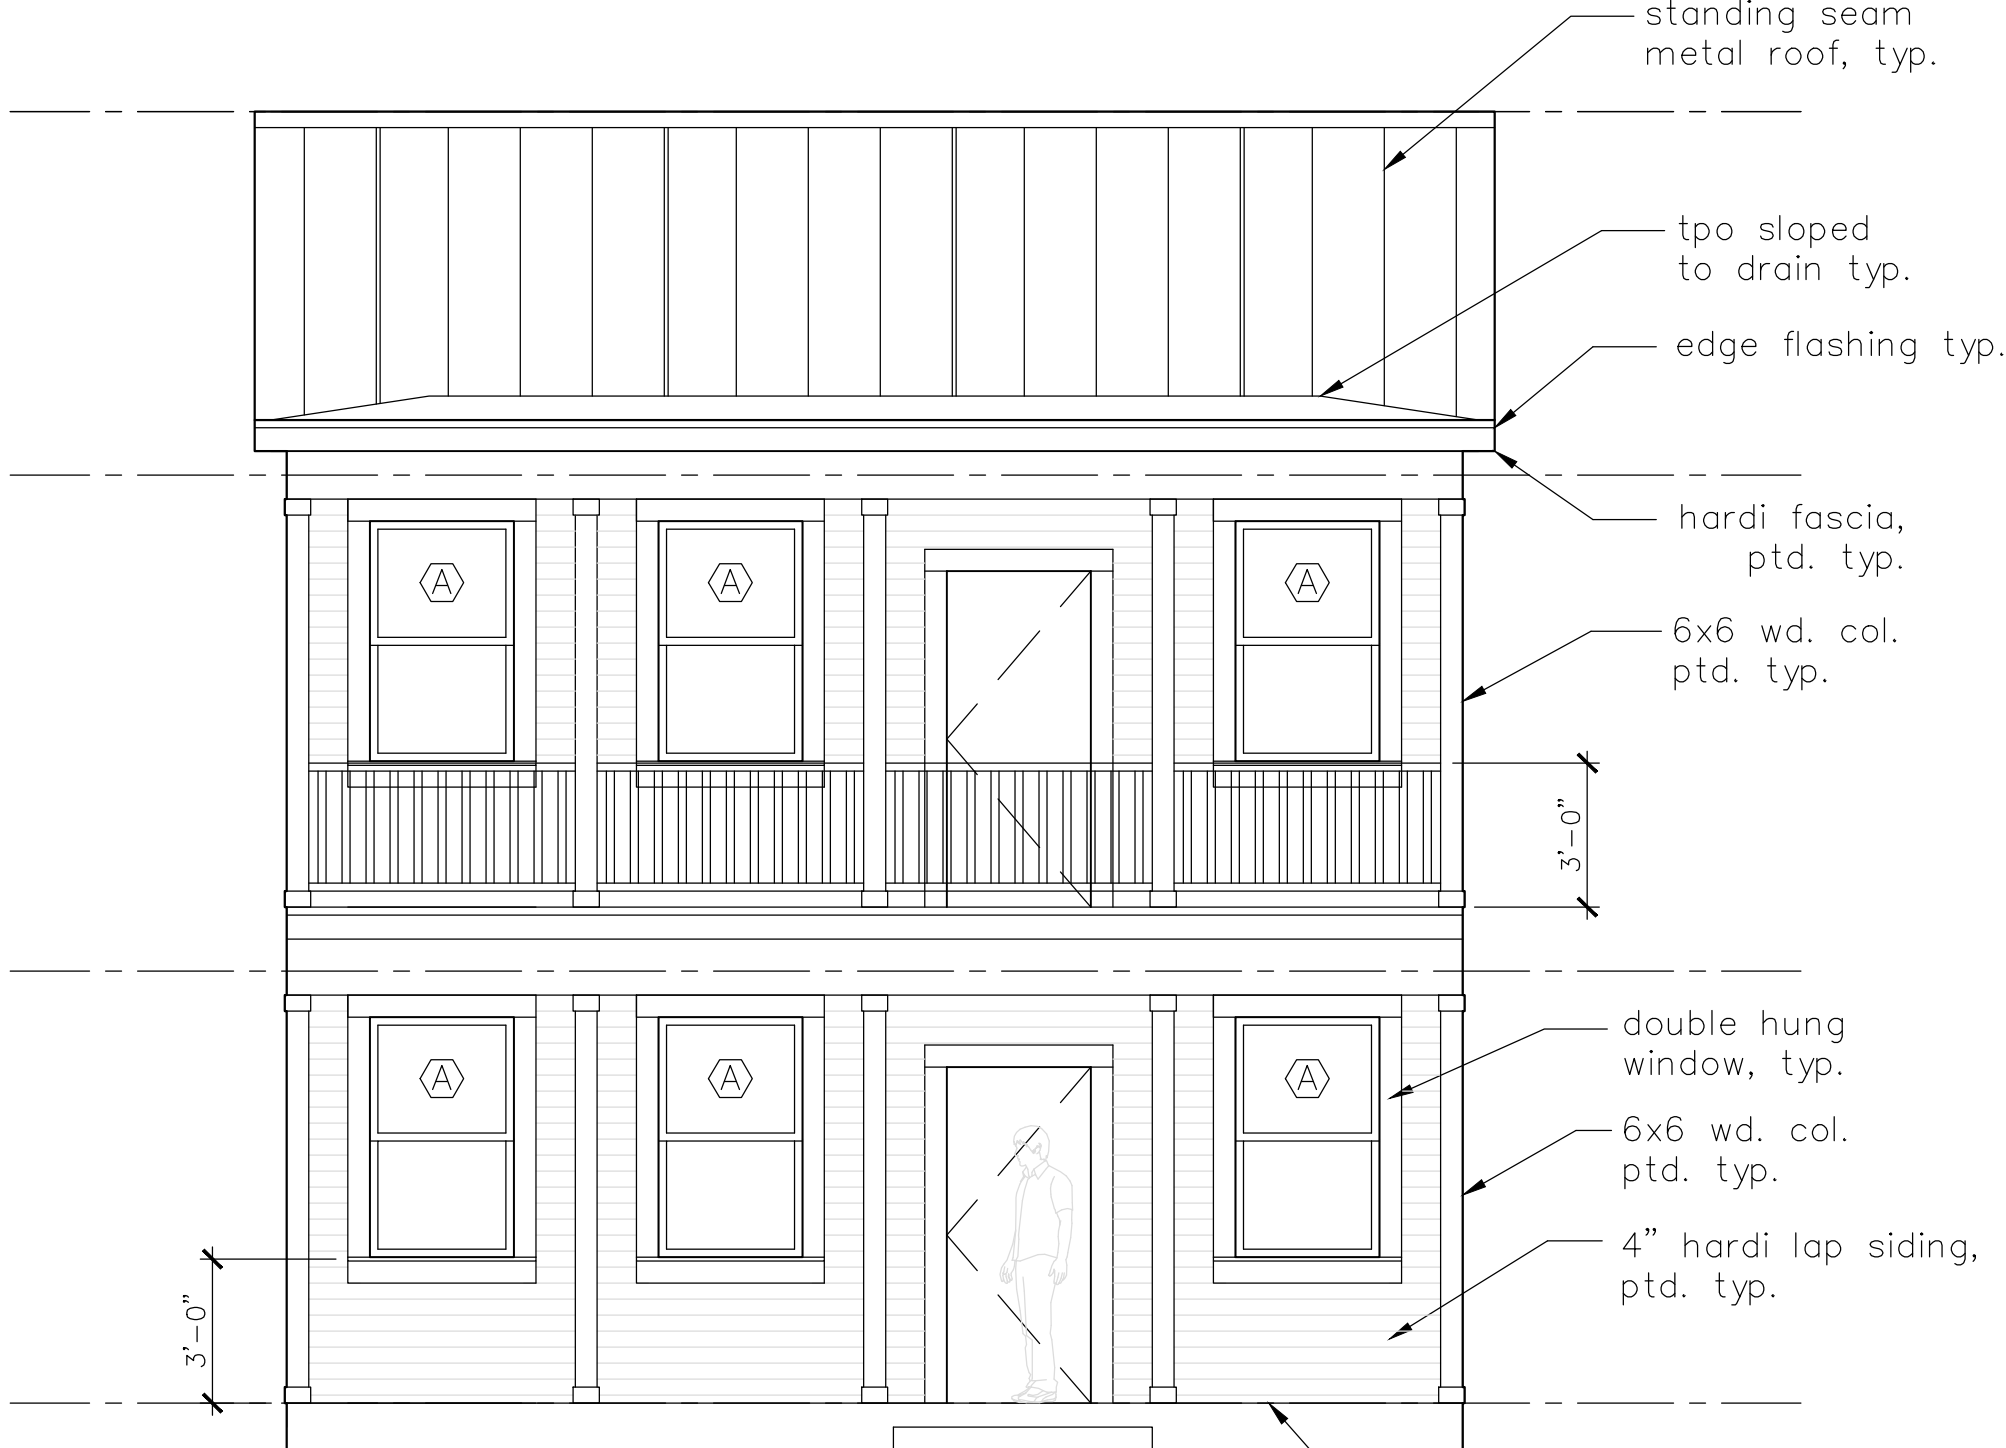 standing seam
metal roof, typ.
tpo sloped
to drain typ.
edge flashing typ.
hardi fascia,
ptd. typ.
A
A
A
6x6 wd. col.
ptd. typ.
3'-0"
double hung
window, typ.
A
A
A
6x6 wd. col.
ptd. typ.
4" hardi lap siding,
ptd. typ.
3'-0"